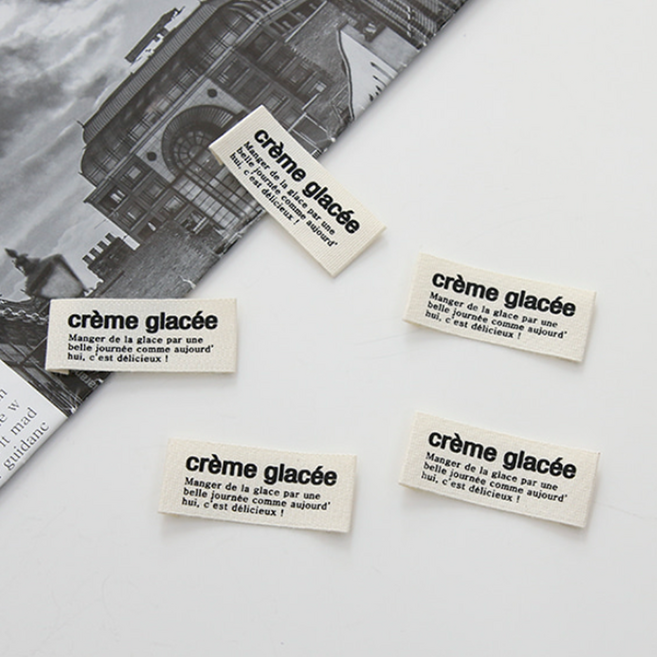 crème glacée
Manger de la glace par une
belle journée comme aujourd'
hui, c'est délicieux !
crème glacée
Manger de la glace par une
belle journée comme aujourd'
hui, c'est délicieux !
crème glacée
Manger de la glace par une
belle journée comme aujourd'
hui, c'est délicieux !
crème glacée
Manger de la glace par une
belle journée comme aujourd'
hui, c'est délicieux !
crème glacée
Manger de la glace par une
belle journée comme aujourd'
hui, c'est délicieux !
e w
it mad
guidanc